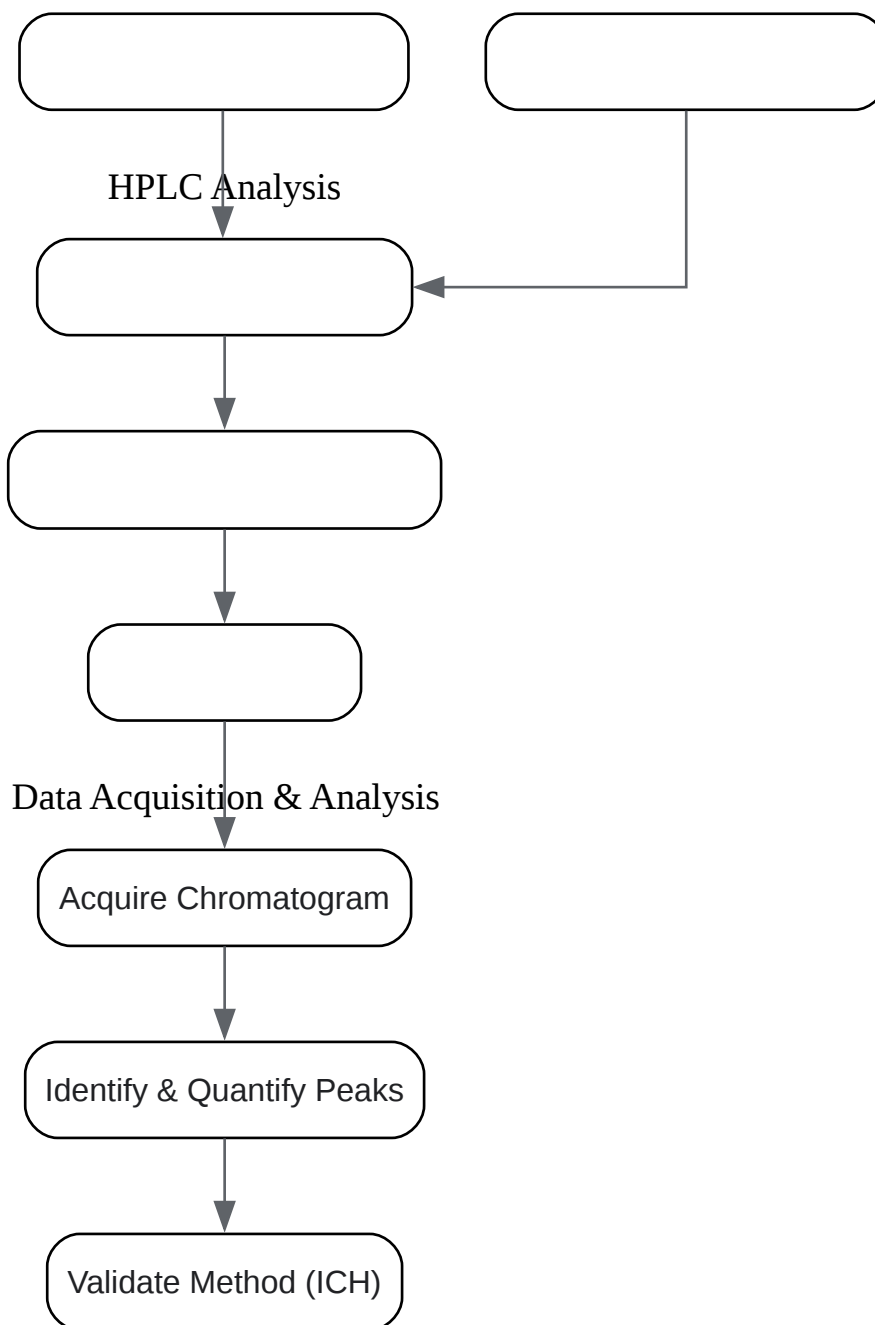 HPLC Analysis
Data Acquisition & Analysis
Acquire Chromatogram
Identify & Quantify Peaks
Validate Method (ICH)